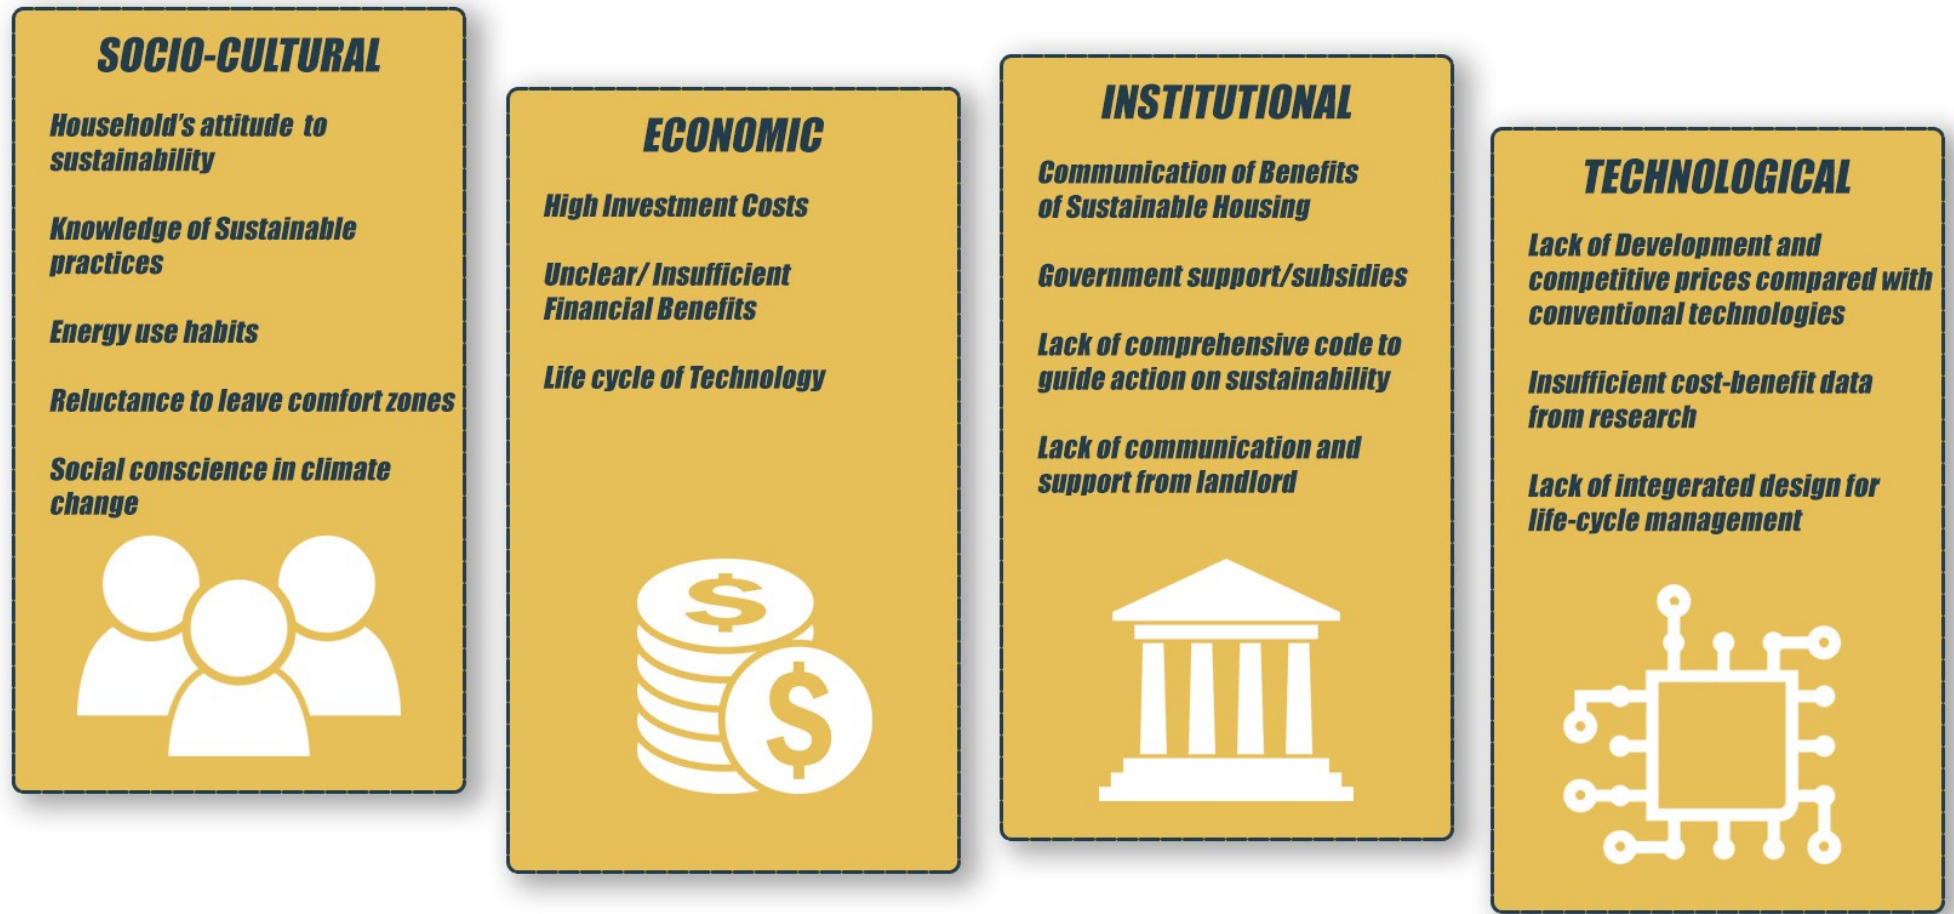 SOCIO-CULTURAL
Household's attitude to
sustainability
Knowledge of Sustainable
practices
Energy use habits
Reluctance to leave comfort zones
Social conscience in climate
change
ECONOMIC
High Investment Costs
Unclear/ Insufficient
Financial Benefits
Life cycle of Technology
$
$
INSTITUTIONAL
Communication of Benefits
of Sustainable Housing
Government support/subsidies
Lack of comprehensive code to
guide action on sustainability
Lack of communication and
support from landlord
TECHNOLOGICAL
Lack of Development and
competitive prices compared with
conventional technologies
Insufficient cost-benefit data
from research
Lack of integerated design for
life-cycle management